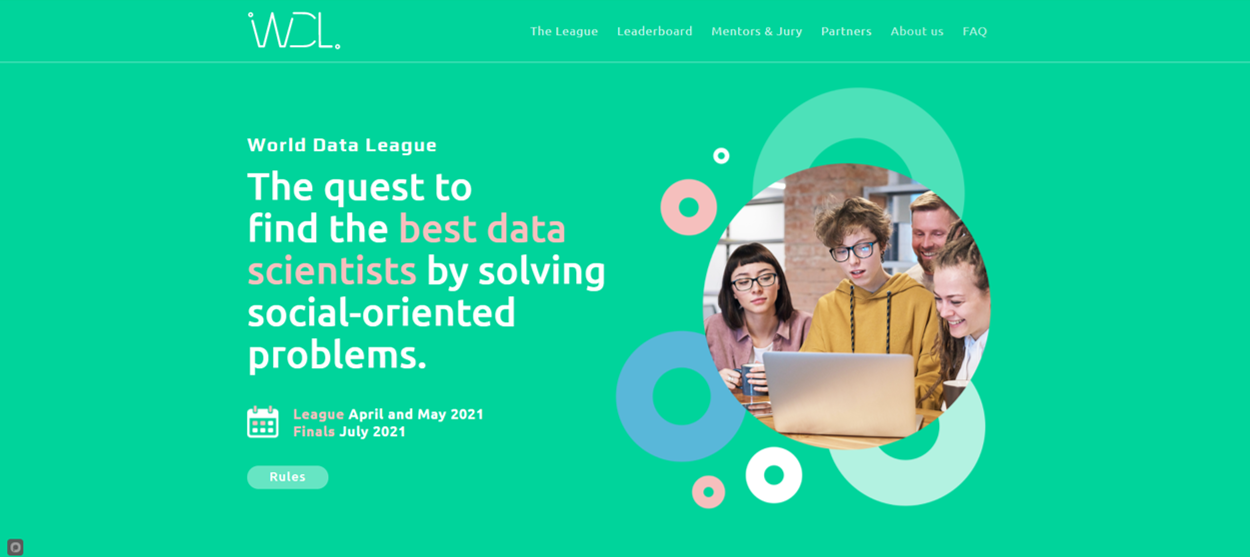 WDL.
The League Leaderboard Mentors & Jury Partners About us FAQ
World Data League
The quest to
find the best data
scientists by solving
social-oriented
problems.
League April and May 2021
Finals July 2021
Rules